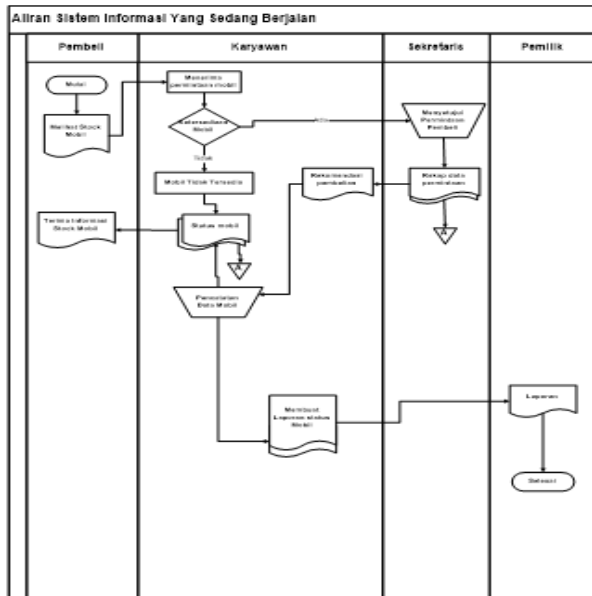 Aliran Sistem Informasi Yang Sedang Berjalan
Pembeli
Karyawan
Sekretaris
Pemilik
Mulai
Menerima
permintaan mobil
Melihat Stock
Mobil
Ketersediaan
Mobil
Ada
Menyetujui
Permintaan
Pembeli
Tidak
Mobil Tidak Tersedia
Rekomendasi
pembelian
Rekap data
permintaan
A
Terima Informasi
Stock Mobil
Status mobil
A
Pencatatan
Data Mobil
Membuat
Laporan status
Mobil
Laporan
Selesai